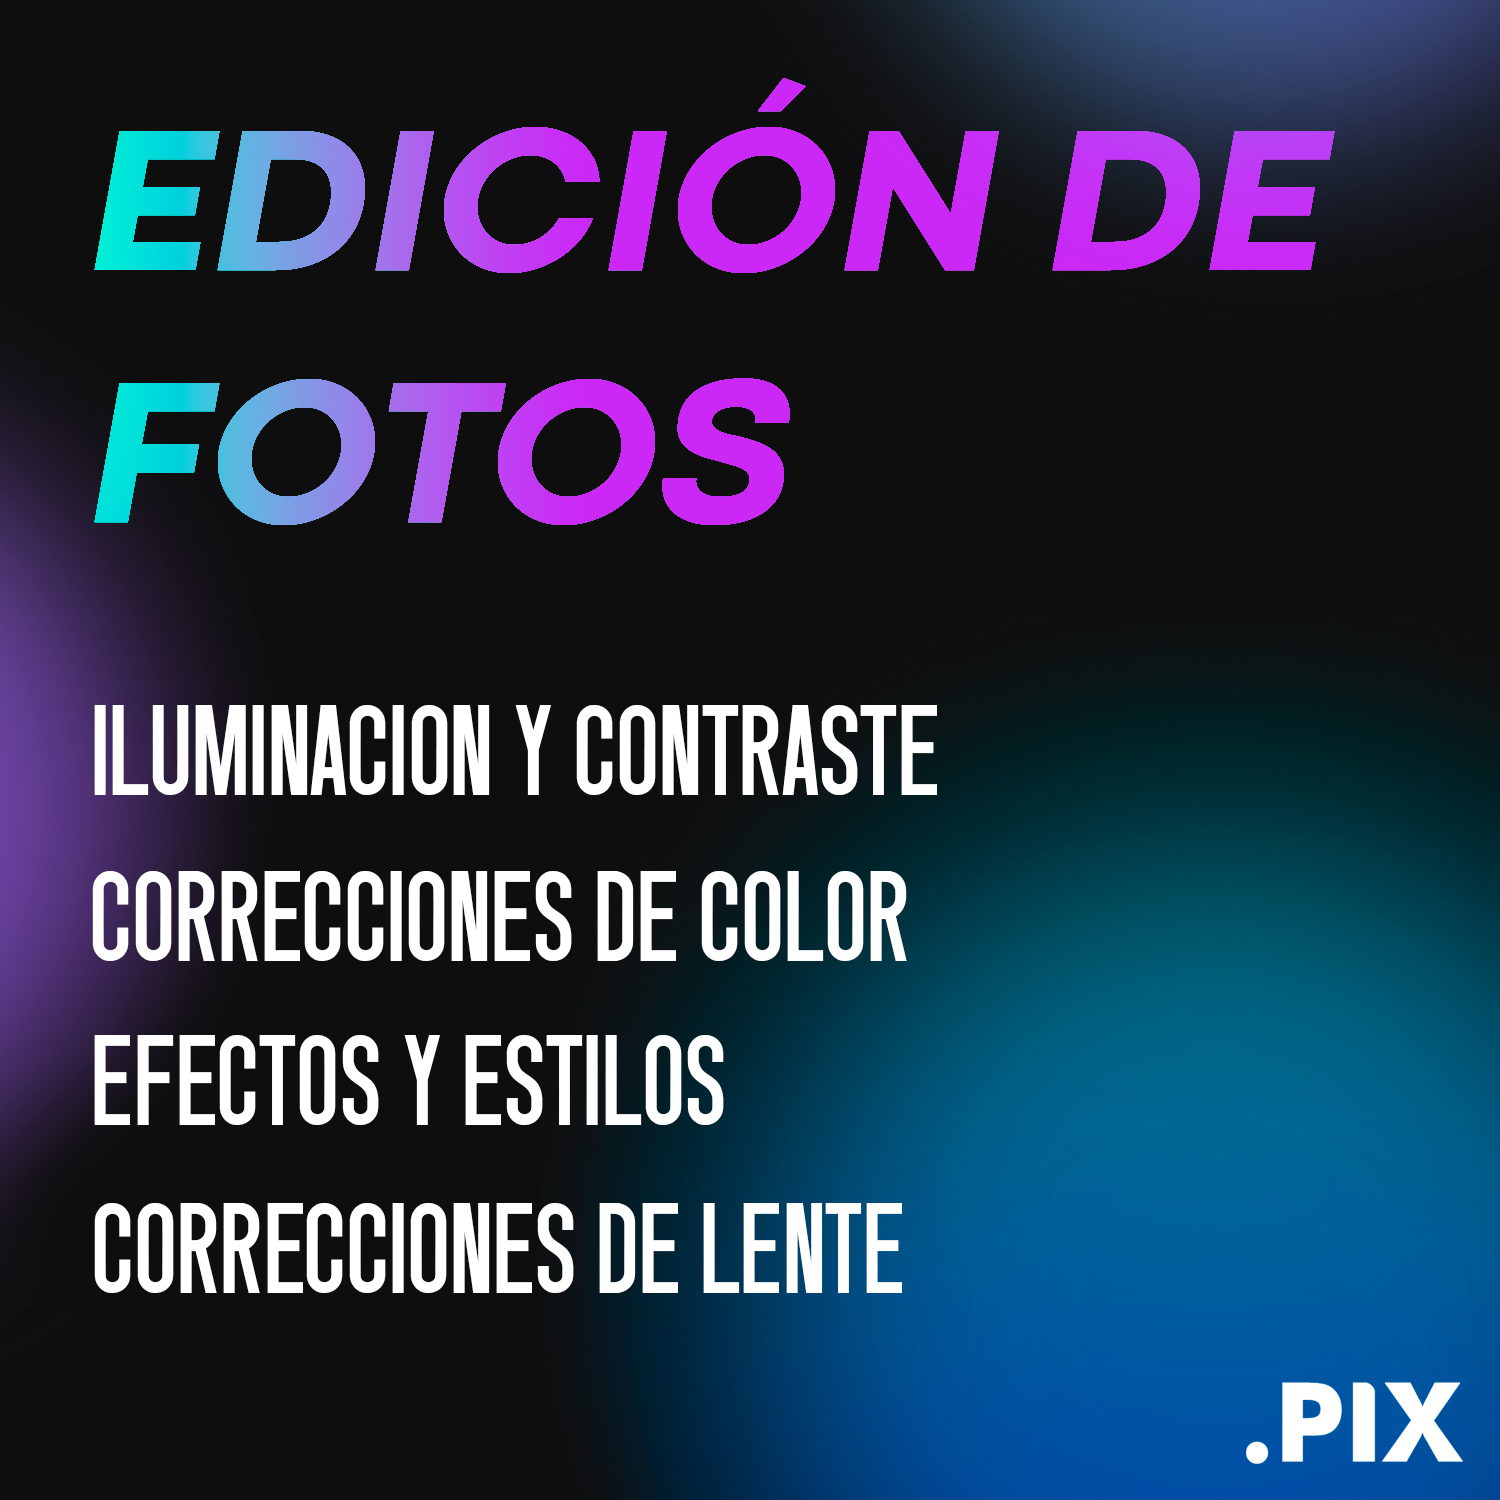 EDICIÓN DE
FOTOS
ILUMINACION Y CONTRASTE
CORRECCIONES DE COLOR
EFECTOS Y ESTILOS
CORRECCIONES DE LENTE
.PIX